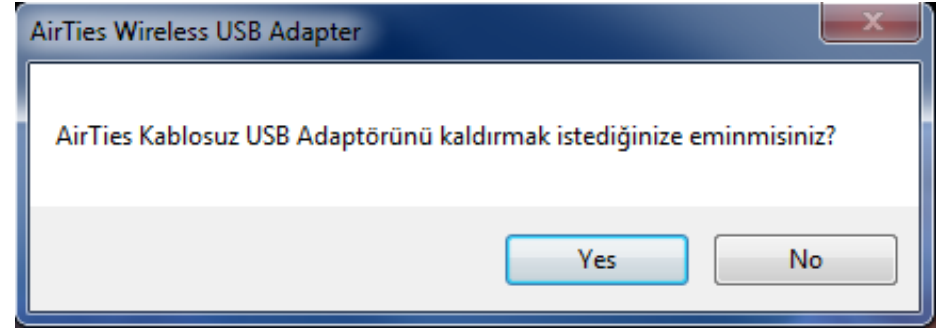 AirTies Wireless USB Adapter
AirTies Kablosuz USB Adaptörünü kaldırmak istediğinize eminmisiniz?
Yes No